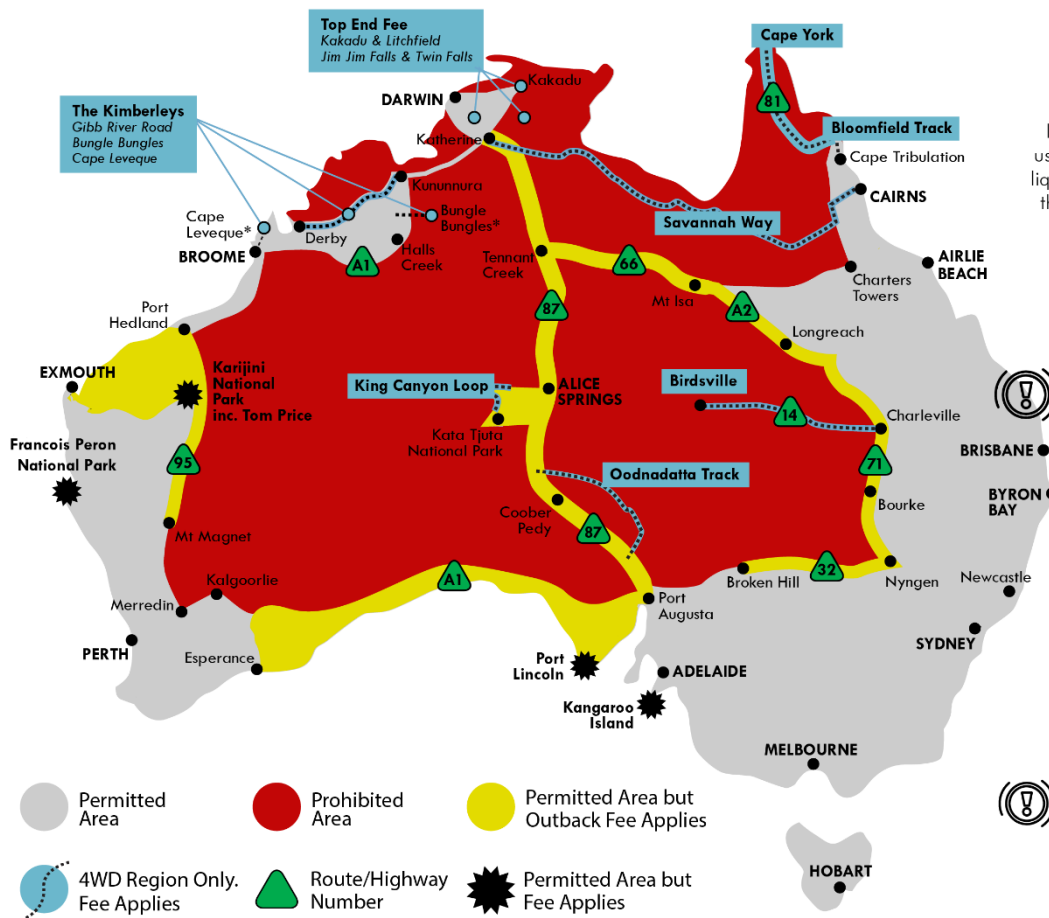 Top End Fee
Kakadu & Litchfield
Jim Jim Falls & Twin Falls
Cape York
The Kimberleys
Gibb River Road
Bungle Bungles
Cape Leveque
DARWIN
Kakadu
81
Bloomfield Track
us
liq
th
Katherine
Cape Tribulation
Kununnurra
CAIRNS
Cape
Leveque*
Bungle
Bungles*
Savannah Way
Derby
BROOME
Halls
Creek
A1
Tennant
Creek
66
AIRLIE
BEACH
Charters
Towers
Mt Isa
A2
87
Port
Hedland
Longreach
EXMOUTH
Karijini
National
Park
inc. Tom Price
King Canyon Loop
ALICE
SPRINGS
Birdsville
14
Charleville
Kata Tjuta
National Park
Francois Peron
National Park
95
71
BRISBANE
Oodnadatta Track
Coober
Pedy
87
Bourke
BYRON
BAY
Mt Magnet
A1
Broken Hill
32
Nyngen
Kalgoorlie
Newcastle
Merredin
Port
Augusta
PERTH
Esperance
SYDNEY
Port
Lincoln
ADELAIDE
Kangaroo
Island
MELBOURNE
Permitted
Area
Prohibited
Area
Permitted Area but
Outback Fee Applies
4WD Region Only.
Fee Applies
Route/Highway
Number
Permitted Area but
Fee Applies
HOBART